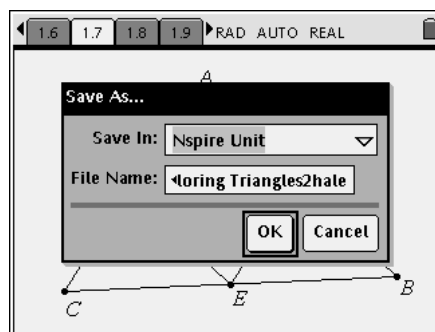 1.6 1.7 1.8 1.9 RAD AUTO REAL
A
Save As...
Save In: Nspire Unit
File Name: loring Triangles2hale
OK Cancel
C E B